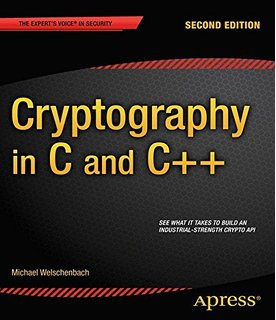 THE EXPERT'S VOICE® IN SECURITY
SECOND EDITION
Cryptography
in C and C++
SEE WHAT IT TAKES TO BUILD AN
INDUSTRIAL-STRENGTH CRYPTO API
Michael Welschenbach
Apress®